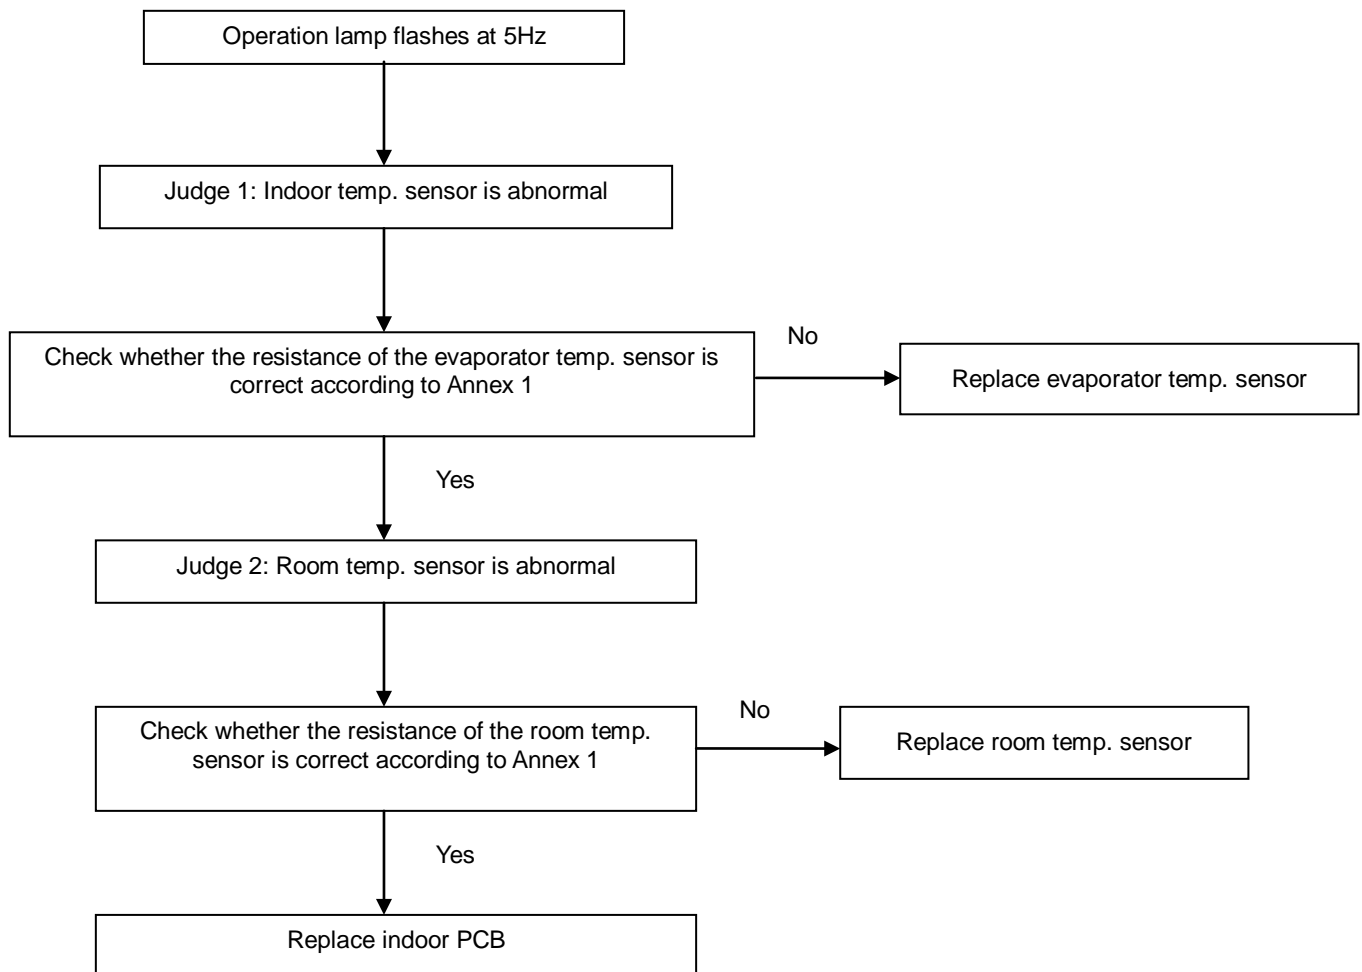 Operation lamp flashes at 5Hz
Judge 1: Indoor temp. sensor is abnormal
Check whether the resistance of the evaporator temp. sensor is
correct according to Annex 1
No
Replace evaporator temp. sensor
Yes
Judge 2: Room temp. sensor is abnormal
Check whether the resistance of the room temp.
sensor is correct according to Annex 1
No
Replace room temp. sensor
Yes
Replace indoor PCB